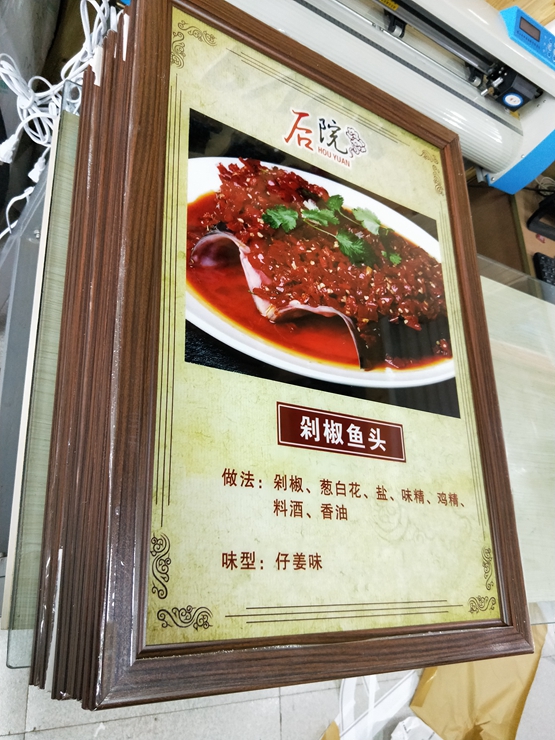 后院
HOU YUAN
剁椒鱼头
做法：剁椒、葱白花、盐、味精、鸡精、
料酒、香油
味型：仔姜味